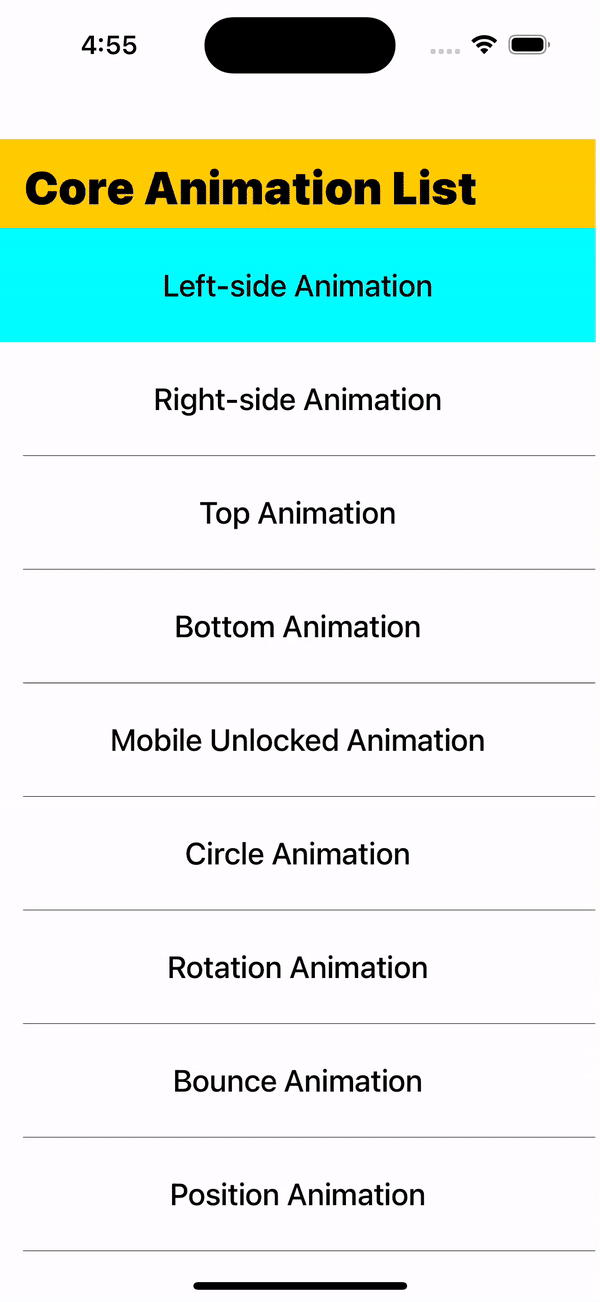 4:55
Core Animation List
Left-side Animation
Right-side Animation
Top Animation
Bottom Animation
Mobile Unlocked Animation
Circle Animation
Rotation Animation
Bounce Animation
Position Animation